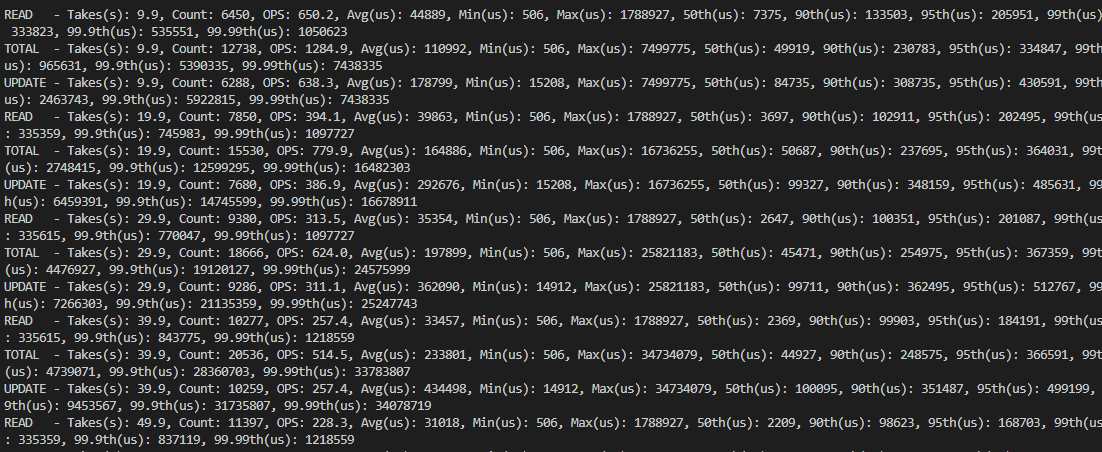 READ   - Takes(s): 9.9, Count: 6450, OPS: 650.2, Avg(us): 44889, Min(us): 506, Max(us): 1788927, 50th(us): 7375, 90th(us): 133503, 95th(us): 205951, 99th(us)
 333823, 99.9th(us): 535551, 99.99th(us): 1050623
TOTAL  - Takes(s): 9.9, Count: 12738, OPS: 1284.9, Avg(us): 110992, Min(us): 506, Max(us): 7499775, 50th(us): 49919, 90th(us): 230783, 95th(us): 334847, 99th(
us): 965631, 99.9th(us): 5390335, 99.99th(us): 7438335
UPDATE - Takes(s): 9.9, Count: 6288, OPS: 638.3, Avg(us): 178799, Min(us): 15208, Max(us): 7499775, 50th(us): 84735, 90th(us): 308735, 95th(us): 430591, 99th(
us): 2463743, 99.9th(us): 5922815, 99.99th(us): 7438335
READ   - Takes(s): 19.9, Count: 7850, OPS: 394.1, Avg(us): 39863, Min(us): 506, Max(us): 1788927, 50th(us): 3697, 90th(us): 102911, 95th(us): 202495, 99th(us
: 335359, 99.9th(us): 745983, 99.99th(us): 1097727
TOTAL  - Takes(s): 19.9, Count: 15530, OPS: 779.9, Avg(us): 164886, Min(us): 506, Max(us): 16736255, 50th(us): 50687, 90th(us): 237695, 95th(us): 364031, 99t
(us): 2748415, 99.9th(us): 12599295, 99.99th(us): 16482303
UPDATE - Takes(s): 19.9, Count: 7680, OPS: 386.9, Avg(us): 292676, Min(us): 15208, Max(us): 16736255, 50th(us): 99327, 90th(us): 348159, 95th(us): 485631, 99
h(us): 6459391, 99.9th(us): 14745599, 99.99th(us): 16678911
READ   - Takes(s): 29.9, Count: 9380, OPS: 313.5, Avg(us): 35354, Min(us): 506, Max(us): 1788927, 50th(us): 2647, 90th(us): 100351, 95th(us): 201087, 99th(us
: 335615, 99.9th(us): 770047, 99.99th(us): 1097727
TOTAL  - Takes(s): 29.9, Count: 18666, OPS: 624.0, Avg(us): 197899, Min(us): 506, Max(us): 25821183, 50th(us): 45471, 90th(us): 254975, 95th(us): 367359, 99t
(us): 4476927, 99.9th(us): 19120127, 99.99th(us): 24575999
UPDATE - Takes(s): 29.9, Count: 9286, OPS: 311.1, Avg(us): 362090, Min(us): 14912, Max(us): 25821183, 50th(us): 99711, 90th(us): 362495, 95th(us): 512767, 99
h(us): 7266303, 99.9th(us): 21135359, 99.99th(us): 25247743
READ   - Takes(s): 39.9, Count: 10277, OPS: 257.4, Avg(us): 33457, Min(us): 506, Max(us): 1788927, 50th(us): 2369, 90th(us): 99903, 95th(us): 184191, 99th(us
: 335615, 99.9th(us): 843775, 99.99th(us): 1218559
TOTAL  - Takes(s): 39.9, Count: 20536, OPS: 514.5, Avg(us): 233801, Min(us): 506, Max(us): 34734079, 50th(us): 44927, 90th(us): 248575, 95th(us): 366591, 99t
(us): 4739071, 99.9th(us): 28360703, 99.99th(us): 33783807
UPDATE - Takes(s): 39.9, Count: 10259, OPS: 257.4, Avg(us): 434498, Min(us): 14912, Max(us): 34734079, 50th(us): 100095, 90th(us): 351487, 95th(us): 499199,
9th(us): 9453567, 99.9th(us): 31735807, 99.99th(us): 34078719
READ   - Takes(s): 49.9, Count: 11397, OPS: 228.3, Avg(us): 31018, Min(us): 506, Max(us): 1788927, 50th(us): 2209, 90th(us): 98623, 95th(us): 168703, 99th(us
: 335359, 99.9th(us): 837119, 99.99th(us): 1218559